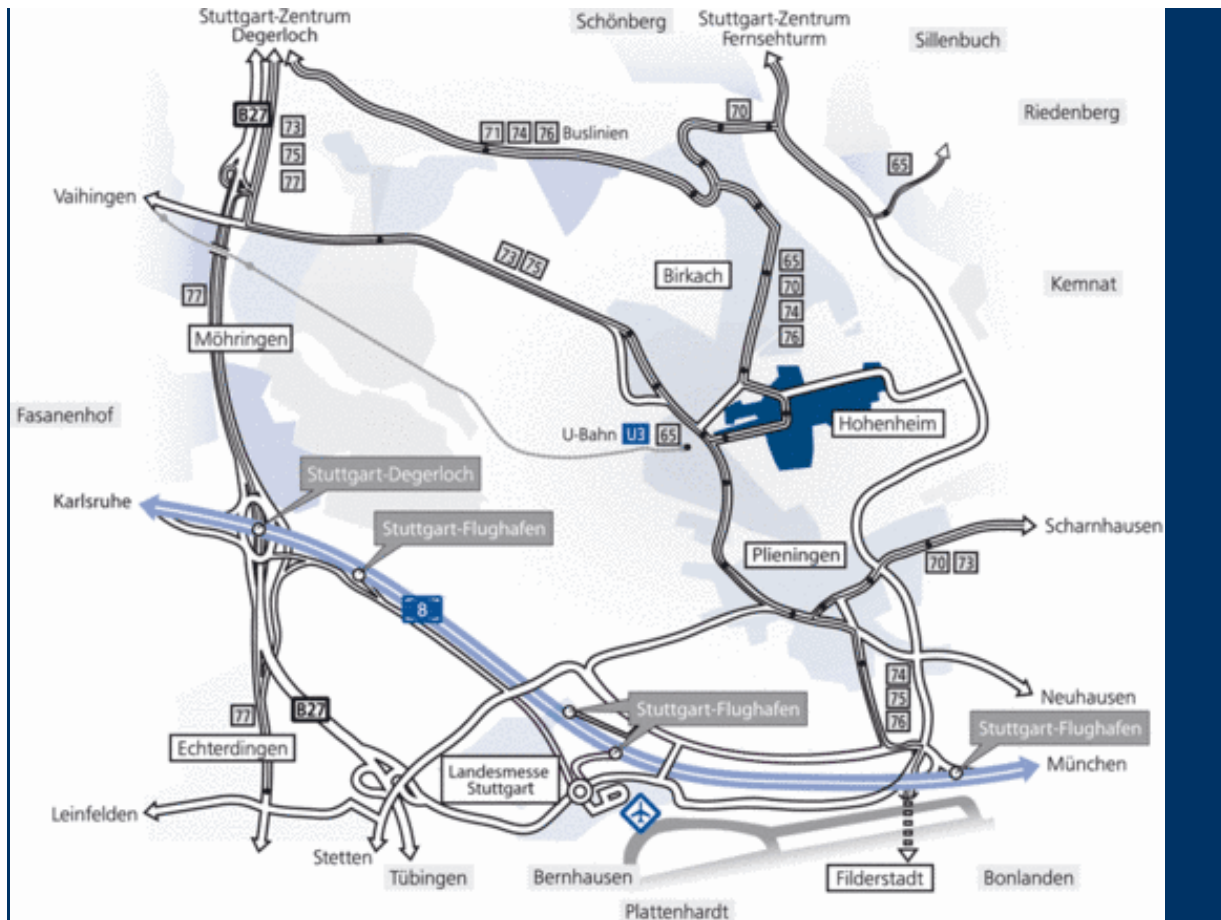 Stuttgart-Zentrum
Degerloch
Schönberg
Stuttgart-Zentrum
Fernsehturm
Sillenbuch
B27
73
75
77
71 74 76 Buslinien
70
Riedenberg
65
Vaihingen
73 75
Birkach
65
70
74
76
Kemnat
77
Möhringen
Fasanenhof
U-Bahn U3 65
Hohenheim
Stuttgart-Degerloch
Karlsruhe
Stuttgart-Flughafen
Scharnhausen
Plieningen
70 73
8
74
75
76
Neuhausen
77
B27
Stuttgart-Flughafen
Stuttgart-Flughafen
Echterdingen
Landesmesse
Stuttgart
München
Leinfelden
Stetten
Tübingen
Bernhausen
Filderstadt
Bonlanden
Plattenhardt